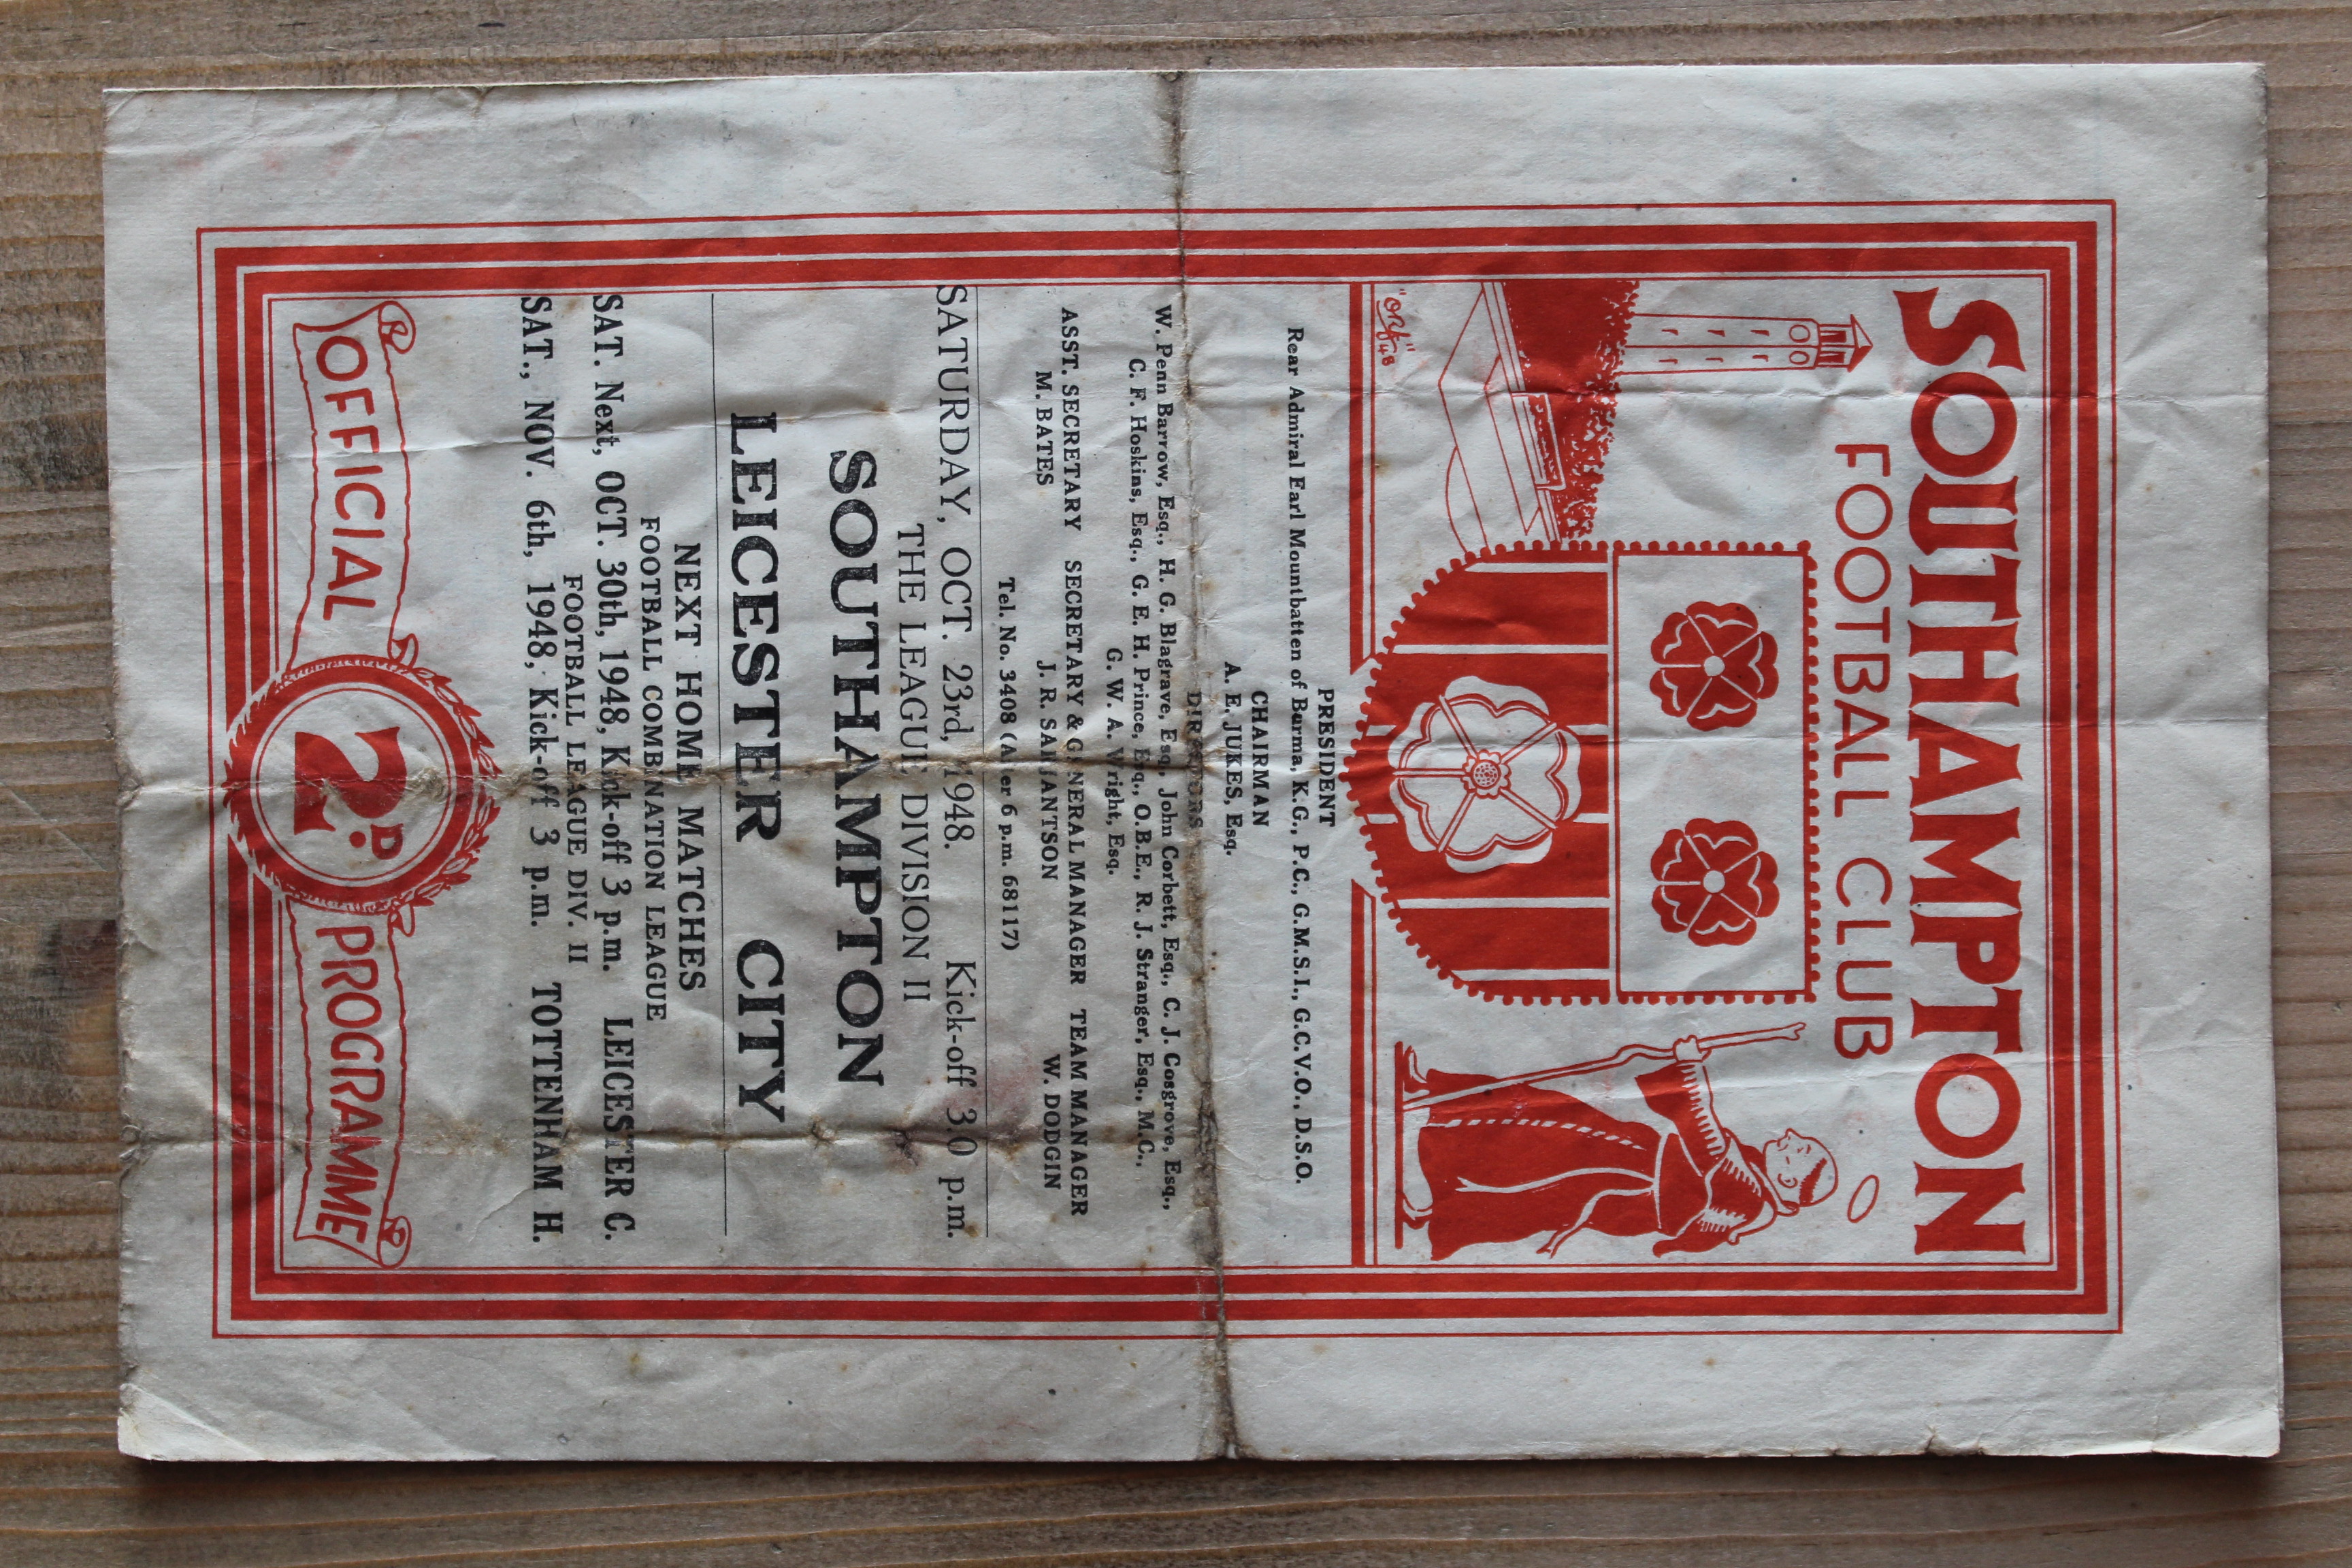 SOUTHAMPTON
FOOTBALL CLUB
PRESIDENT
Rear Admiral Earl Mountbatten of Burma, K.G., P.C., G.M.S.I., G.C.V.O., D.S.O.
CHAIRMAN
A. E. JUKES, Esq.
DIRECTORS
W. Penn Barrow, Esq., H. G. Blagrave, Esq., John Corbett, Esq., C. J. Cosgrove, Esq.,
C. F. Hoskins, Esq., G. E. H. Prince, Esq., O.B.E., R. J. Stranger, Esq., M.C.,
G. W. A. Wright, Esq.
ASST. SECRETARY SECRETARY & GENERAL MANAGER TEAM MANAGER
M. BATES J. R. SARJANTSON W. DODGIN
Tel. No. 3408 (After 6 p.m. 68117)
SATURDAY, OCT. 23rd, 1948. Kick-off 3.0 p.m.
THE LEAGUE DIVISION II
SOUTHAMPTON
LEICESTER CITY
NEXT HOME MATCHES
FOOTBALL COMBINATION LEAGUE
SAT. Next, OCT. 30th, 1948, Kick-off 3 p.m. LEICESTER C.
FOOTBALL LEAGUE DIV. II
SAT., NOV. 6th, 1948, Kick-off 3 p.m. TOTTENHAM H.
OFFICIAL 2D. PROGRAMME